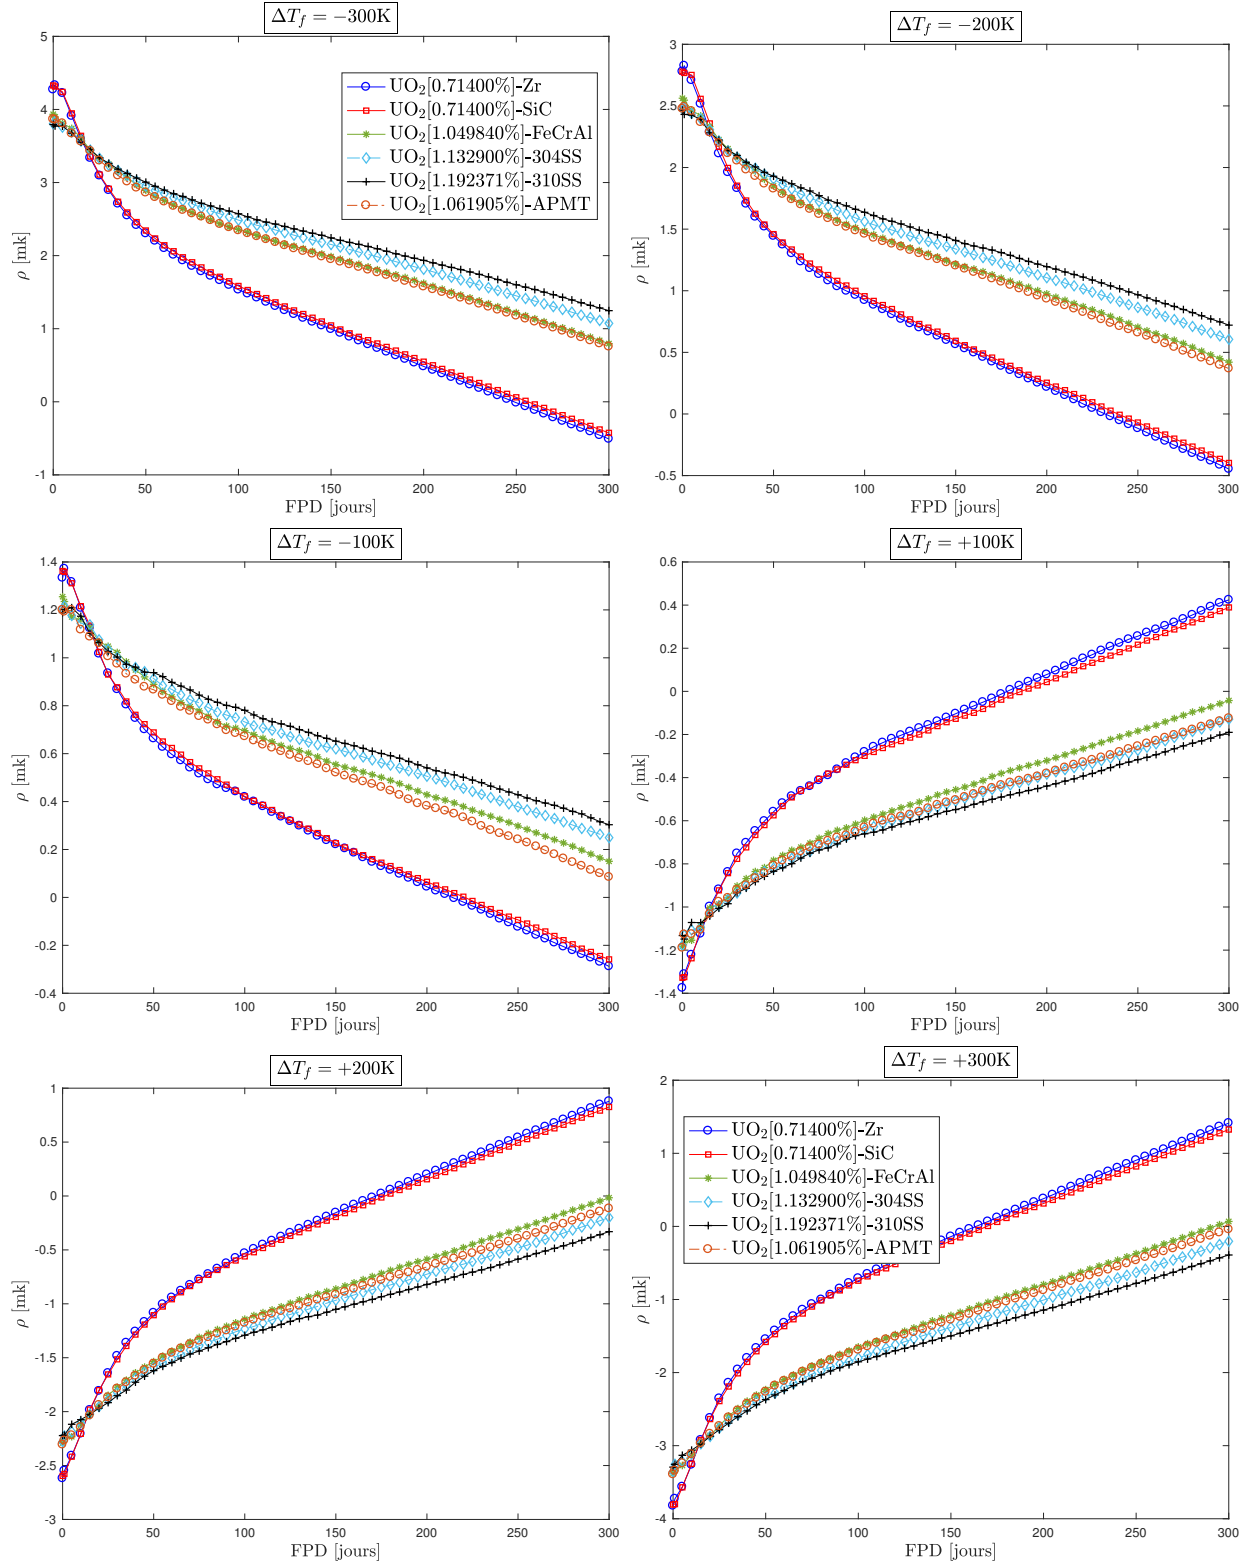 ΔT_f = −300K
5
4
3
2
1
0
-1
ρ [mk]
UO₂[0.71400%]-Zr
UO₂[0.71400%]-SiC
UO₂[1.049840%]-FeCrAl
UO₂[1.132900%]-304SS
UO₂[1.192371%]-310SS
UO₂[1.061905%]-APMT
0 50 100 150 200 250 300
FPD [jours]
ΔT_f = −200K
3
2.5
2
1.5
1
0.5
0
-0.5
ρ [mk]
0 50 100 150 200 250 300
FPD [jours]
ΔT_f = −100K
1.4
1.2
1
0.8
0.6
0.4
0.2
0
-0.2
-0.4
ρ [mk]
0 50 100 150 200 250 300
FPD [jours]
ΔT_f = +100K
0.6
0.4
0.2
0
-0.2
-0.4
-0.6
-0.8
-1
-1.2
-1.4
ρ [mk]
0 50 100 150 200 250 300
FPD [jours]
ΔT_f = +200K
1
0.5
0
-0.5
-1
-1.5
-2
-2.5
-3
ρ [mk]
0 50 100 150 200 250 300
FPD [jours]
ΔT_f = +300K
2
1
0
-1
-2
-3
-4
ρ [mk]
UO₂[0.71400%]-Zr
UO₂[0.71400%]-SiC
UO₂[1.049840%]-FeCrAl
UO₂[1.132900%]-304SS
UO₂[1.192371%]-310SS
UO₂[1.061905%]-APMT
0 50 100 150 200 250 300
FPD [jours]